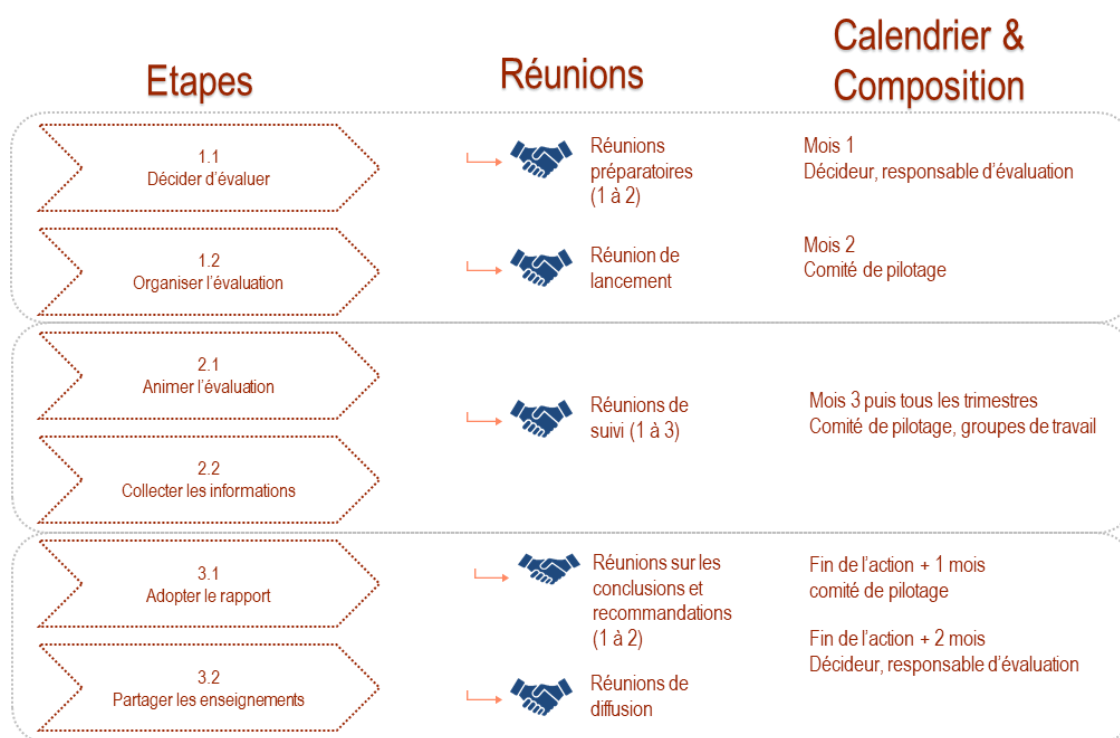 Etapes
Réunions
Calendrier &
Composition
1.1
Décider d’évaluer
Réunions
préparatoires
(1 à 2)
Mois 1
Décideur, responsable d’évaluation
1.2
Organiser l’évaluation
Réunion de
lancement
Mois 2
Comité de pilotage
2.1
Animer l’évaluation
Réunions de
suivi (1 à 3)
Mois 3 puis tous les trimestres
Comité de pilotage, groupes de travail
2.2
Collecter les informations
3.1
Adopter le rapport
Réunions sur les
conclusions et
recommandations
(1 à 2)
Fin de l’action + 1 mois
comité de pilotage
3.2
Partager les enseignements
Réunions de
diffusion
Fin de l’action + 2 mois
Décideur, responsable d’évaluation